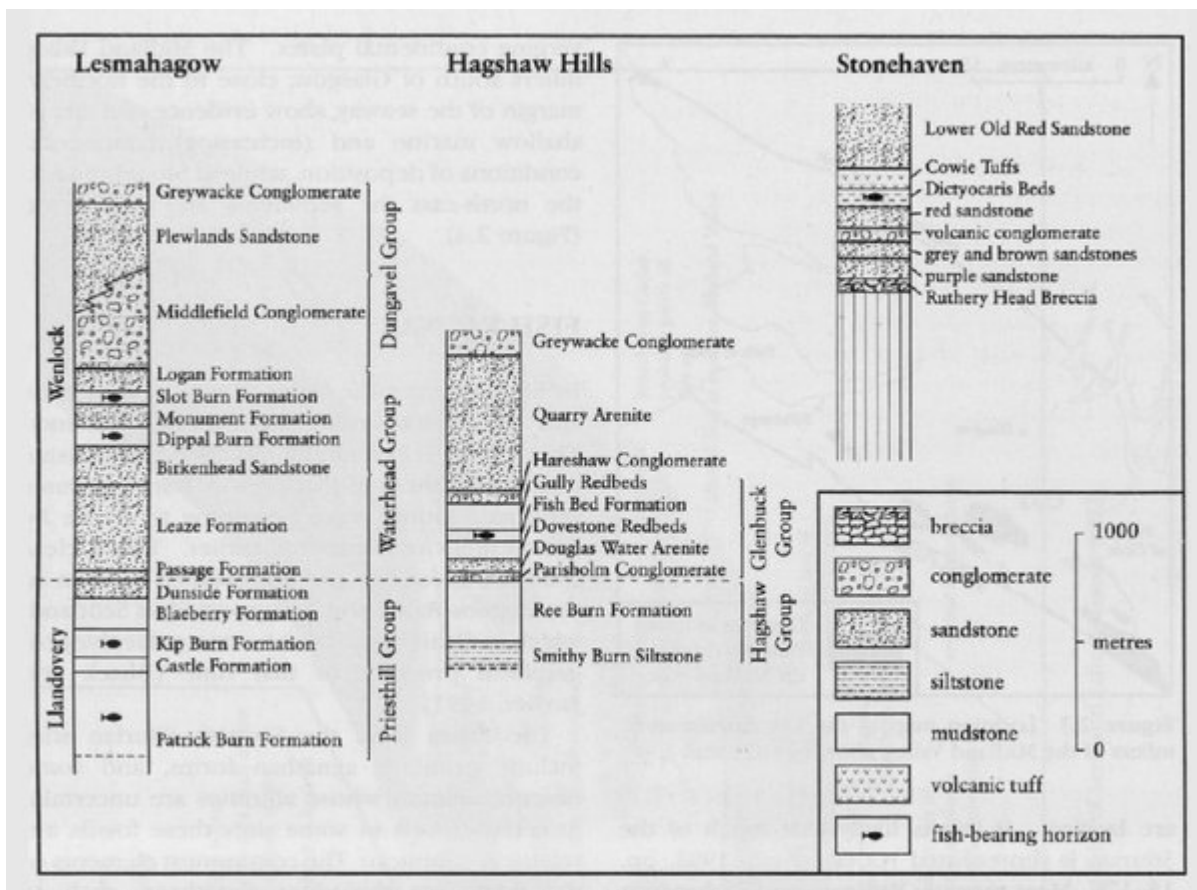 Lesmahagow
Greywacke Conglomerate
Plewlands Sandstone
Middlefield Conglomerate
Logan Formation
Slot Burn Formation
Monument Formation
Dippal Burn Formation
Birkenhead Sandstone
Leaze Formation
Passage Formation
Dunside Formation
Blaeberry Formation
Kip Burn Formation
Castle Formation
Patrick Burn Formation
Wenlock
Llandovery
Dungavel Group
Waterhead Group
Priesthill Group
Hagshaw Hills
Greywacke Conglomerate
Quarry Arenite
Hareshaw Conglomerate
Gully Redbeds
Fish Bed Formation
Dovestone Redbeds
Douglas Water Arenite
Parisholm Conglomerate
Ree Burn Formation
Smithy Burn Siltstone
Glenbuck
Group
Hagshaw
Group
Stonehaven
Lower Old Red Sandstone
Cowie Tuffs
Dictyocaris Beds
red sandstone
volcanic conglomerate
grey and brown sandstones
purple sandstone
Ruthery Head Breccia
breccia
conglomerate
sandstone
siltstone
mudstone
volcanic tuff
fish-bearing horizon
1000
metres
0